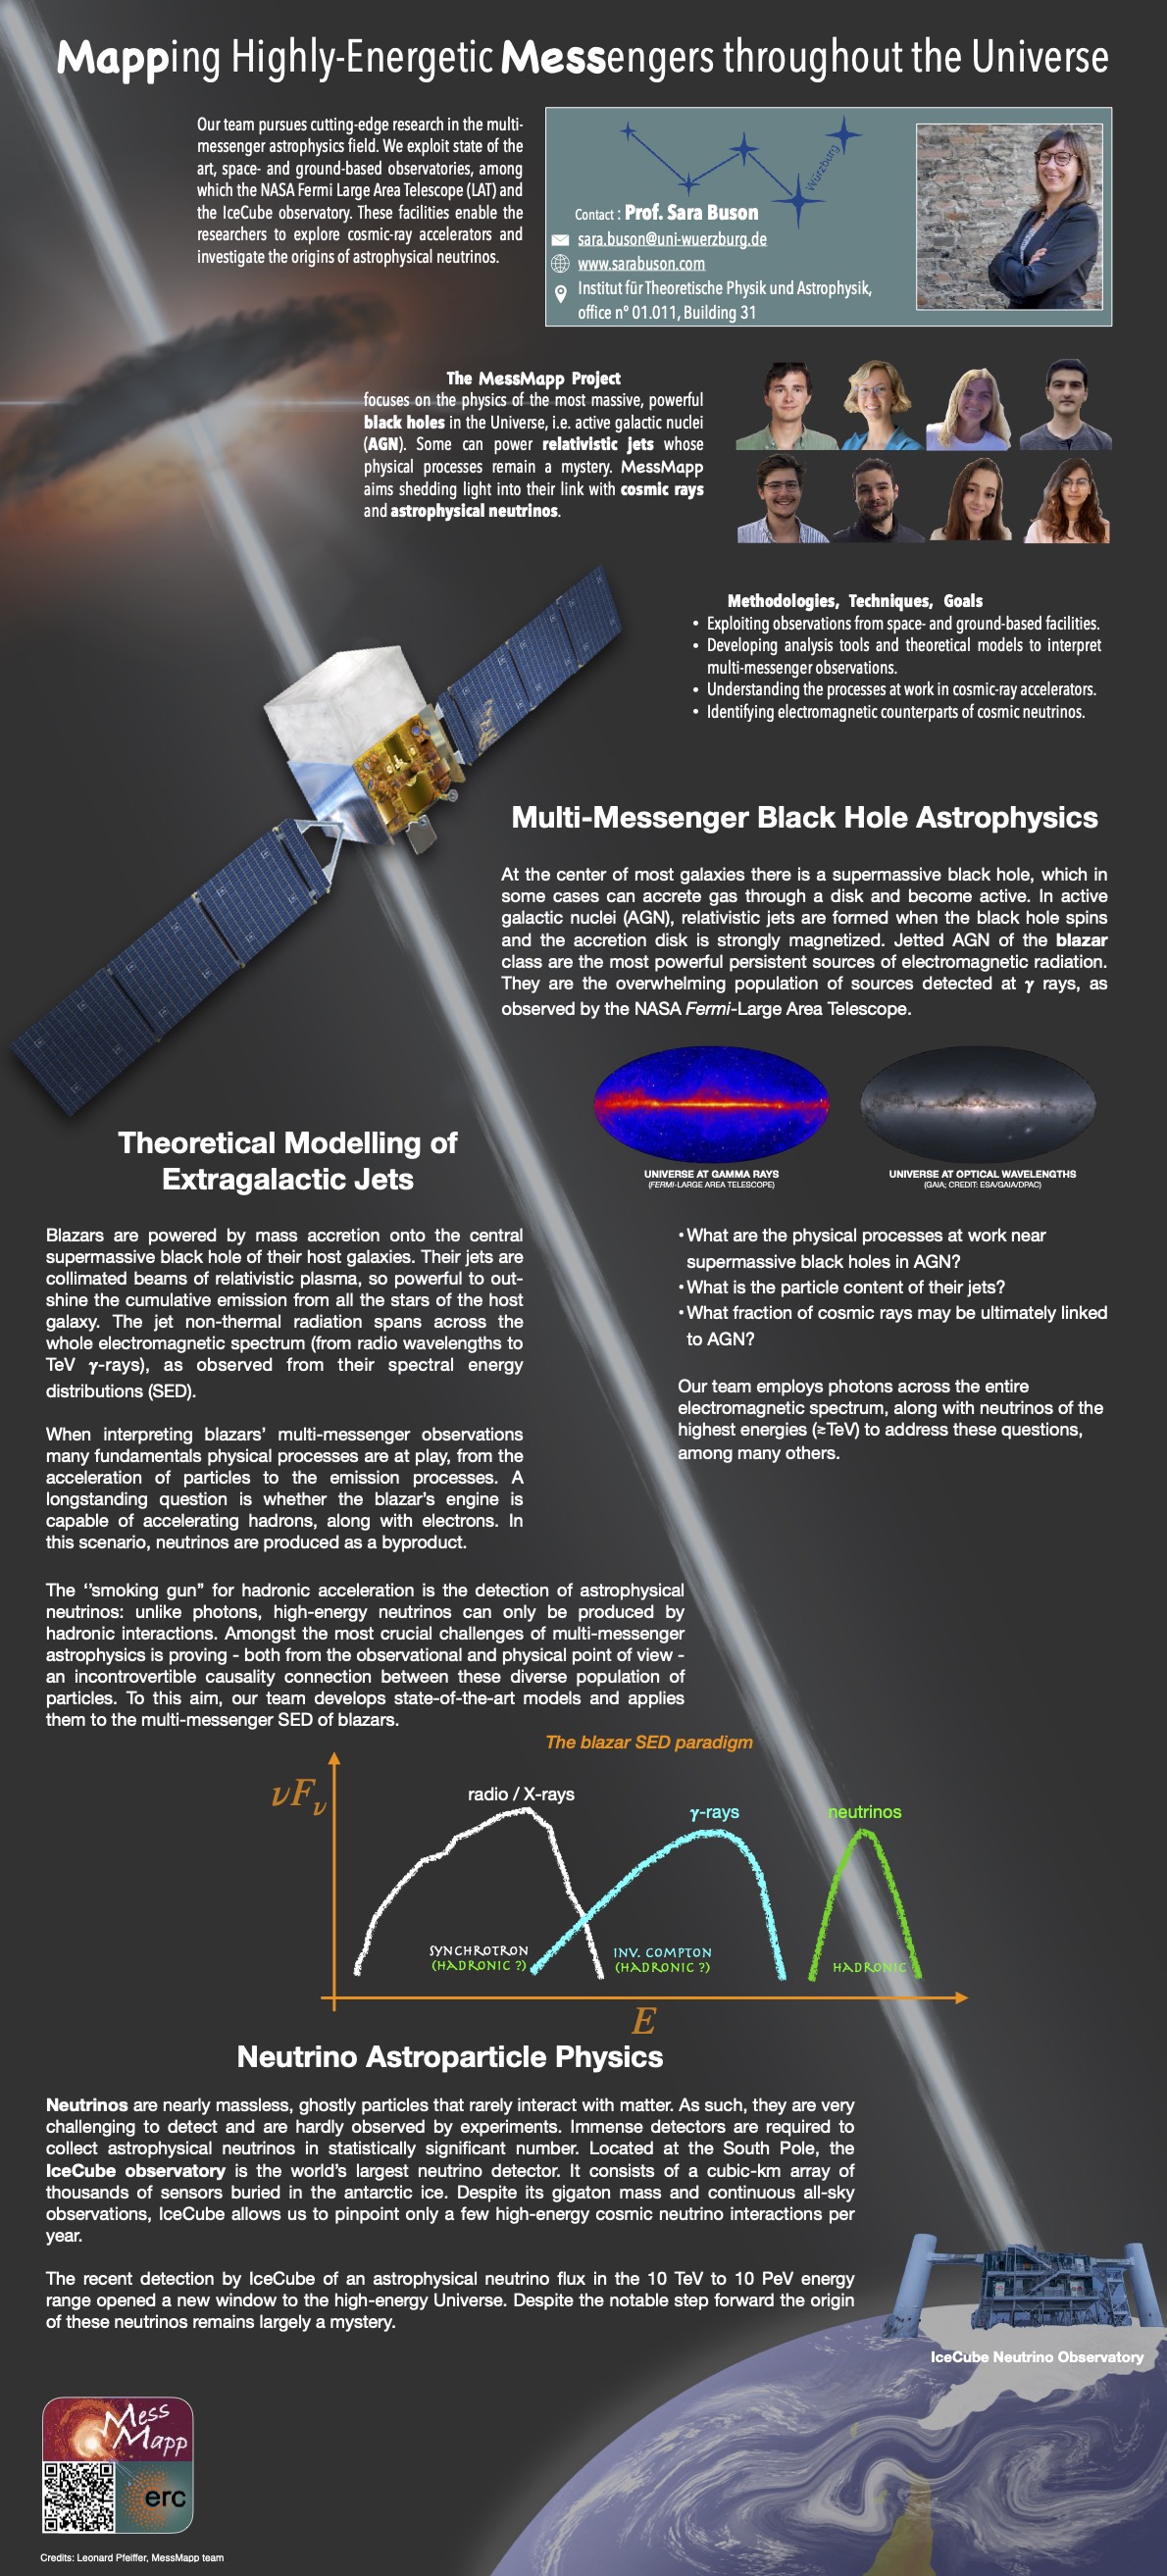 Mapping Highly-Energetic Messengers throughout the Universe
Our team pursues cutting-edge research in the multi-
messenger astrophysics field. We exploit state of the
art, space- and ground-based observatories, among
which the NASA Fermi Large Area Telescope (LAT) and
the IceCube observatory. These facilities enable the
researchers to explore cosmic-ray accelerators and
investigate the origins of astrophysical neutrinos.
Würzburg
Contact : Prof. Sara Buson
sara.buson@uni-wuerzburg.de
www.sarabuson.com
Institut für Theoretische Physik und Astrophysik,
office n° 01.011, Building 31
The MessMapp Project
focuses on the physics of the most massive, powerful
black holes in the Universe, i.e. active galactic nuclei
(AGN). Some can power relativistic jets whose
physical processes remain a mystery. MessMapp
aims shedding light into their link with cosmic rays
and astrophysical neutrinos.
Methodologies, Techniques, Goals
• Exploiting observations from space- and ground-based facilities.
• Developing analysis tools and theoretical models to interpret
multi-messenger observations.
• Understanding the processes at work in cosmic-ray accelerators.
• Identifying electromagnetic counterparts of cosmic neutrinos.
Multi-Messenger Black Hole Astrophysics
At the center of most galaxies there is a supermassive black hole, which in
some cases can accrete gas through a disk and become active. In active
galactic nuclei (AGN), relativistic jets are formed when the black hole spins
and the accretion disk is strongly magnetized. Jetted AGN of the blazar
class are the most powerful persistent sources of electromagnetic radiation.
They are the overwhelming population of sources detected at γ rays, as
observed by the NASA Fermi-Large Area Telescope.
UNIVERSE AT GAMMA RAYS
(FERMI-LARGE AREA TELESCOPE)
UNIVERSE AT OPTICAL WAVELENGTHS
(GAIA; CREDIT: ESA/GAIA/DPAC)
Theoretical Modelling of
Extragalactic Jets
Blazars are powered by mass accretion onto the central
supermassive black hole of their host galaxies. Their jets are
collimated beams of relativistic plasma, so powerful to out-
shine the cumulative emission from all the stars of the host
galaxy. The jet non-thermal radiation spans across the
whole electromagnetic spectrum (from radio wavelengths to
TeV γ-rays), as observed from their spectral energy
distributions (SED).
When interpreting blazars’ multi-messenger observations
many fundamentals physical processes are at play, from the
acceleration of particles to the emission processes. A
longstanding question is whether the blazar’s engine is
capable of accelerating hadrons, along with electrons. In
this scenario, neutrinos are produced as a byproduct.
• What are the physical processes at work near
supermassive black holes in AGN?
• What is the particle content of their jets?
• What fraction of cosmic rays may be ultimately linked
to AGN?
Our team employs photons across the entire
electromagnetic spectrum, along with neutrinos of the
highest energies (≳TeV) to address these questions,
among many others.
The ‘’smoking gun” for hadronic acceleration is the detection of astrophysical
neutrinos: unlike photons, high-energy neutrinos can only be produced by
hadronic interactions. Amongst the most crucial challenges of multi-messenger
astrophysics is proving - both from the observational and physical point of view -
an incontrovertible causality connection between these diverse population of
particles. To this aim, our team develops state-of-the-art models and applies
them to the multi-messenger SED of blazars.
The blazar SED paradigm
νFν
radio / X-rays
γ-rays
neutrinos
SYNCHROTRON
(HADRONIC ?)
INV. COMPTON
(HADRONIC ?)
HADRONIC
E
Neutrino Astroparticle Physics
Neutrinos are nearly massless, ghostly particles that rarely interact with matter. As such, they are very
challenging to detect and are hardly observed by experiments. Immense detectors are required to
collect astrophysical neutrinos in statistically significant number. Located at the South Pole, the
IceCube observatory is the world’s largest neutrino detector. It consists of a cubic-km array of
thousands of sensors buried in the antarctic ice. Despite its gigaton mass and continuous all-sky
observations, IceCube allows us to pinpoint only a few high-energy cosmic neutrino interactions per
year.
The recent detection by IceCube of an astrophysical neutrino flux in the 10 TeV to 10 PeV energy
range opened a new window to the high-energy Universe. Despite the notable step forward the origin
of these neutrinos remains largely a mystery.
IceCube Neutrino Observatory
Mess
Mapp
erc
Credits: Leonard Pfeiffer, MessMapp team